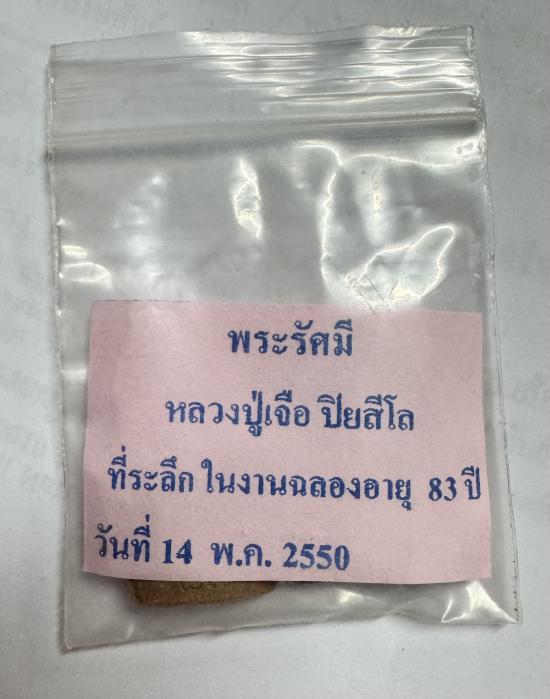 พระรัศมี
หลวงปู่เจือ ปิยสีโล
ที่ระลึก ในงานฉลองอายุ 83 ปี
วันที่ 14 พ.ค. 2550